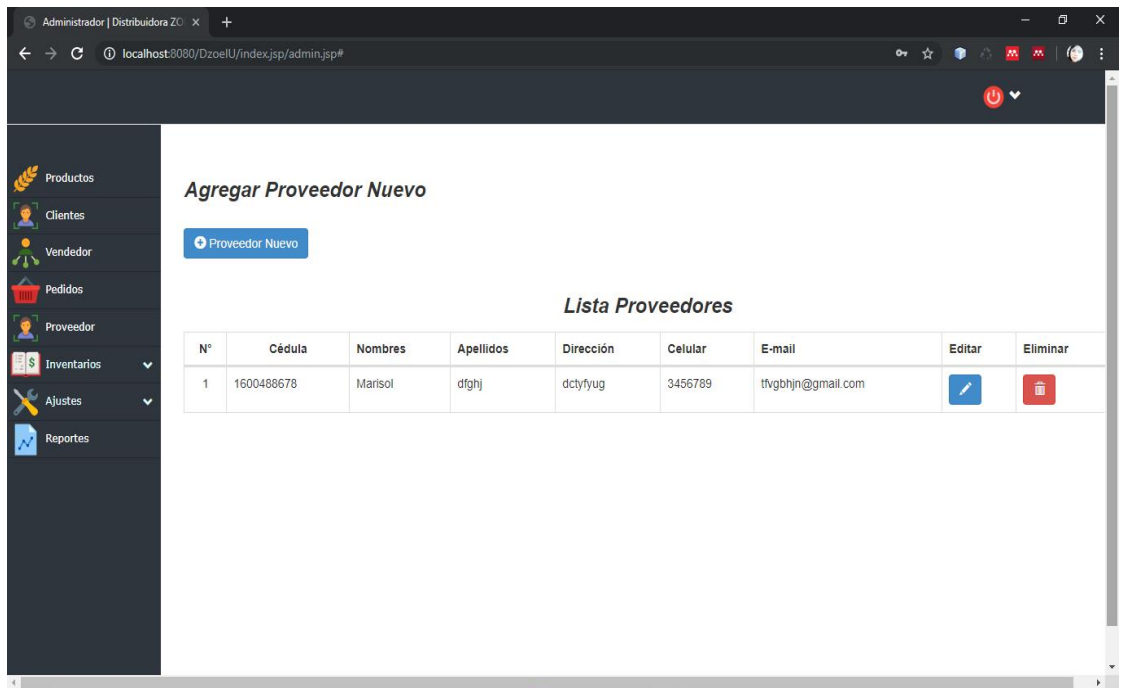 Administrador | Distribuidora ZO
localhost:8080/DzoelU/index.jsp/admin.jsp#
Productos
Clientes
Vendedor
Pedidos
Proveedor
Inventarios
Ajustes
Reportes
Agregar Proveedor Nuevo
Proveedor Nuevo
Lista Proveedores
N° Cédula Nombres Apellidos Dirección Celular E-mail Editar Eliminar
1 1600488678 Marisol dfghj dctyfyug 3456789 tfvgbhjn@gmail.com